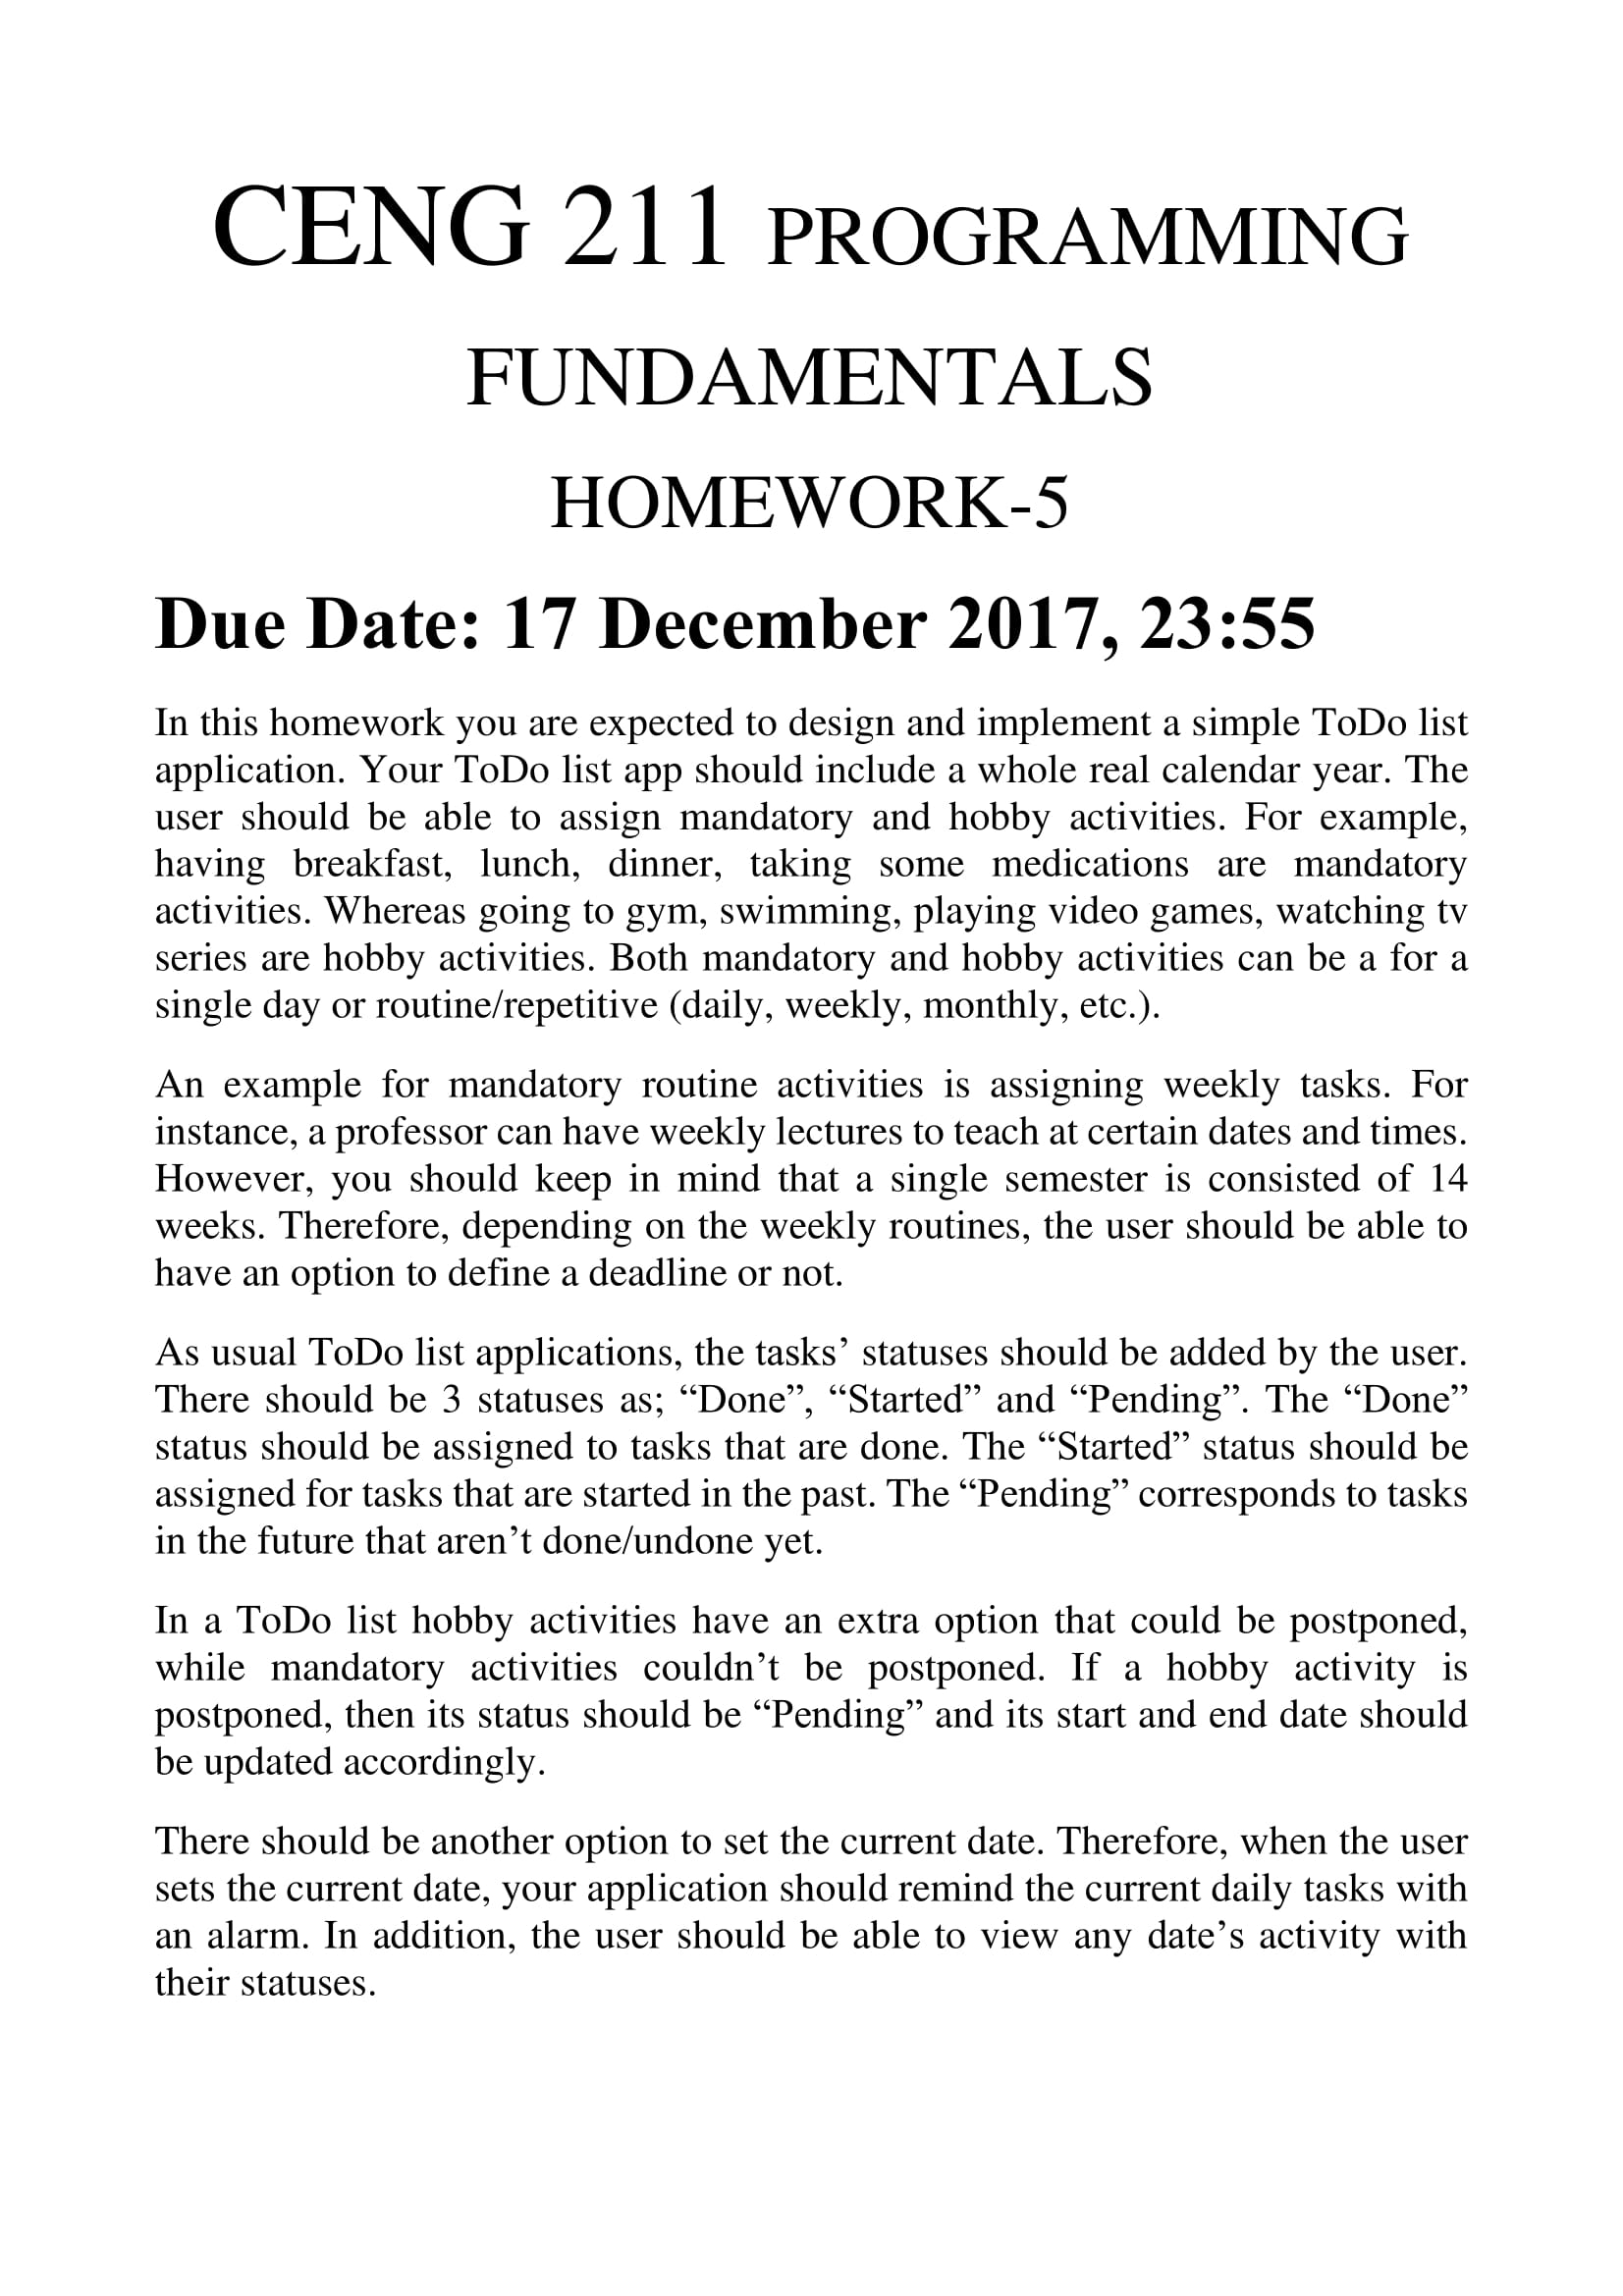 CENG 211 PROGRAMMING
FUNDAMENTALS
HOMEWORK-5
Due Date: 17 December 2017, 23:55
In this homework you are expected to design and implement a simple ToDo list
application. Your ToDo list app should include a whole real calendar year. The
user should be able to assign mandatory and hobby activities. For example,
having breakfast, lunch, dinner, taking some medications are mandatory
activities. Whereas going to gym, swimming, playing video games, watching tv
series are hobby activities. Both mandatory and hobby activities can be a for a
single day or routine/repetitive (daily, weekly, monthly, etc.).
An example for mandatory routine activities is assigning weekly tasks. For
instance, a professor can have weekly lectures to teach at certain dates and times.
However, you should keep in mind that a single semester is consisted of 14
weeks. Therefore, depending on the weekly routines, the user should be able to
have an option to define a deadline or not.
As usual ToDo list applications, the tasks’ statuses should be added by the user.
There should be 3 statuses as; “Done”, “Started” and “Pending”. The “Done”
status should be assigned to tasks that are done. The “Started” status should be
assigned for tasks that are started in the past. The “Pending” corresponds to tasks
in the future that aren’t done/undone yet.
In a ToDo list hobby activities have an extra option that could be postponed,
while mandatory activities couldn’t be postponed. If a hobby activity is
postponed, then its status should be “Pending” and its start and end date should
be updated accordingly.
There should be another option to set the current date. Therefore, when the user
sets the current date, your application should remind the current daily tasks with
an alarm. In addition, the user should be able to view any date’s activity with
their statuses.